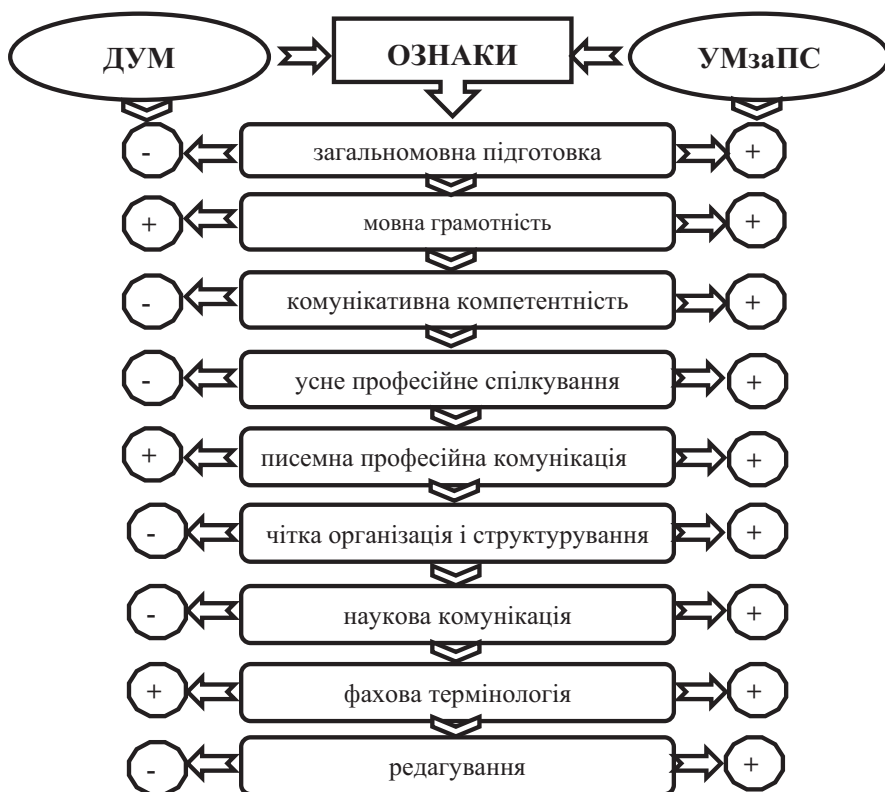 ДУМ ОЗНАКИ УМзаПС
- загальномовна підготовка +
+ мовна грамотність +
- комунікативна компетентність +
- усне професійне спілкування +
+ писемна професійна комунікація +
- чітка організація і структурування +
- наукова комунікація +
+ фахова термінологія +
- редагування +